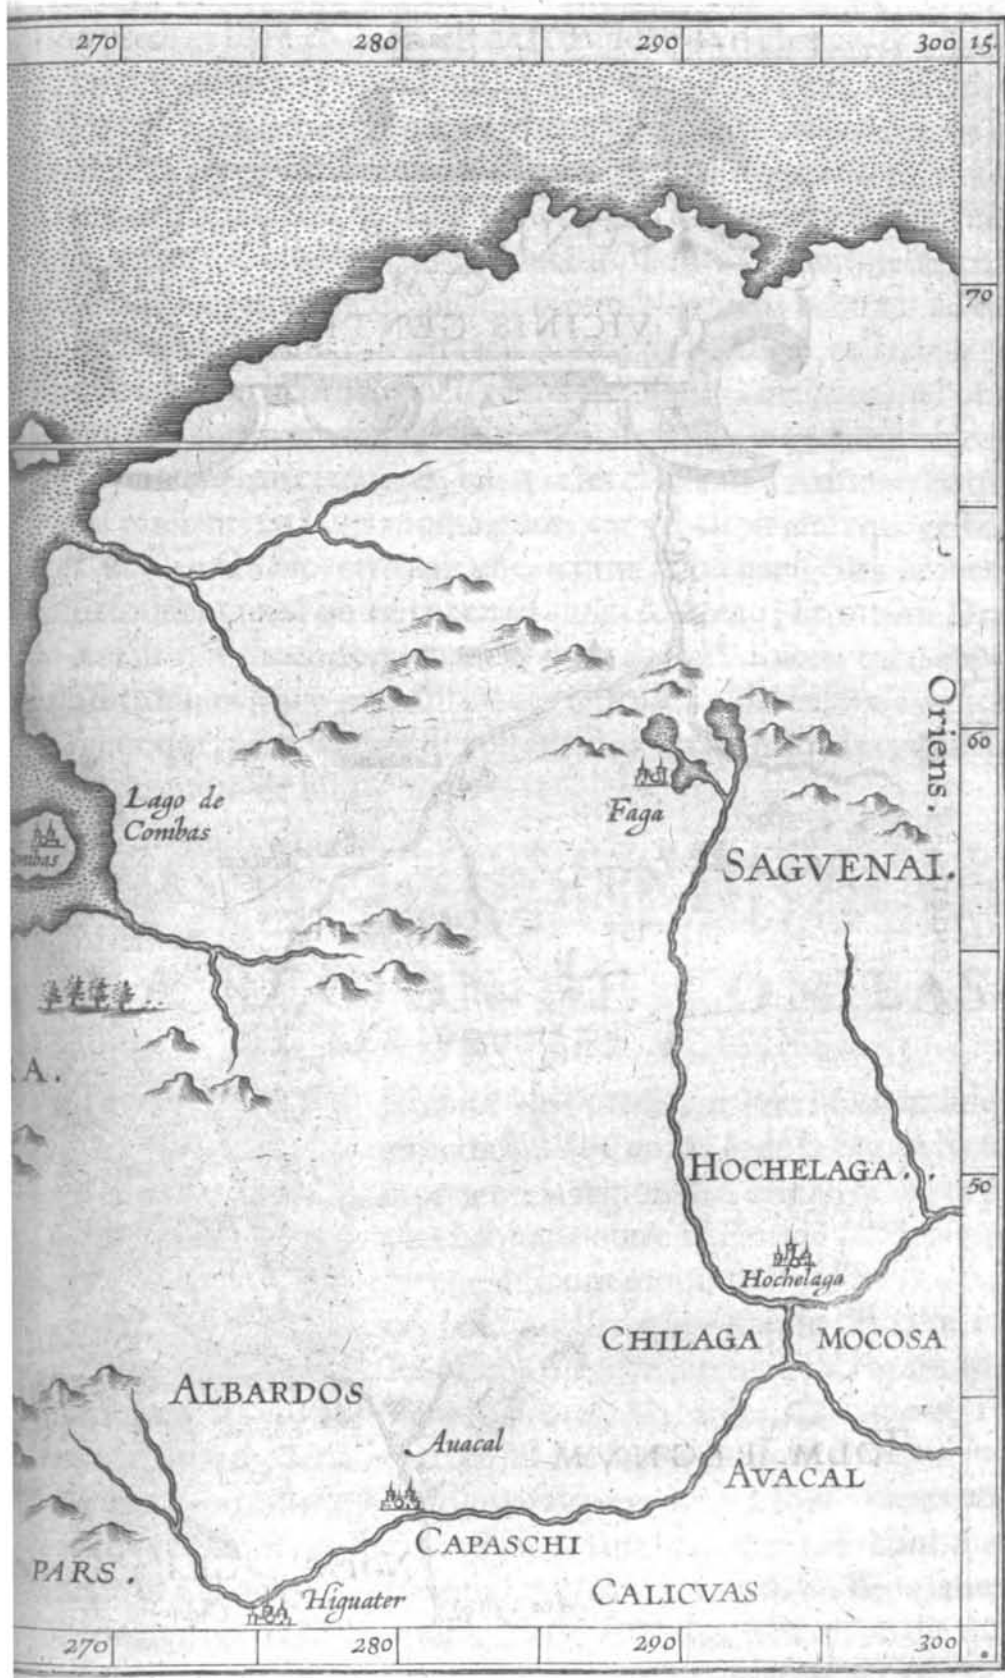 270 280 290 300 15
70
Oriens.
60
Lago de
Combas
Faga
SAGVENAI.
A.
HOCHELAGA.
50
Hochelaga
CHILAGA MOCOSA
ALBARDOS
Auacal
AVACAL
CAPASCHI
PARS.
Higuater
CALICVAS
270 280 290 300